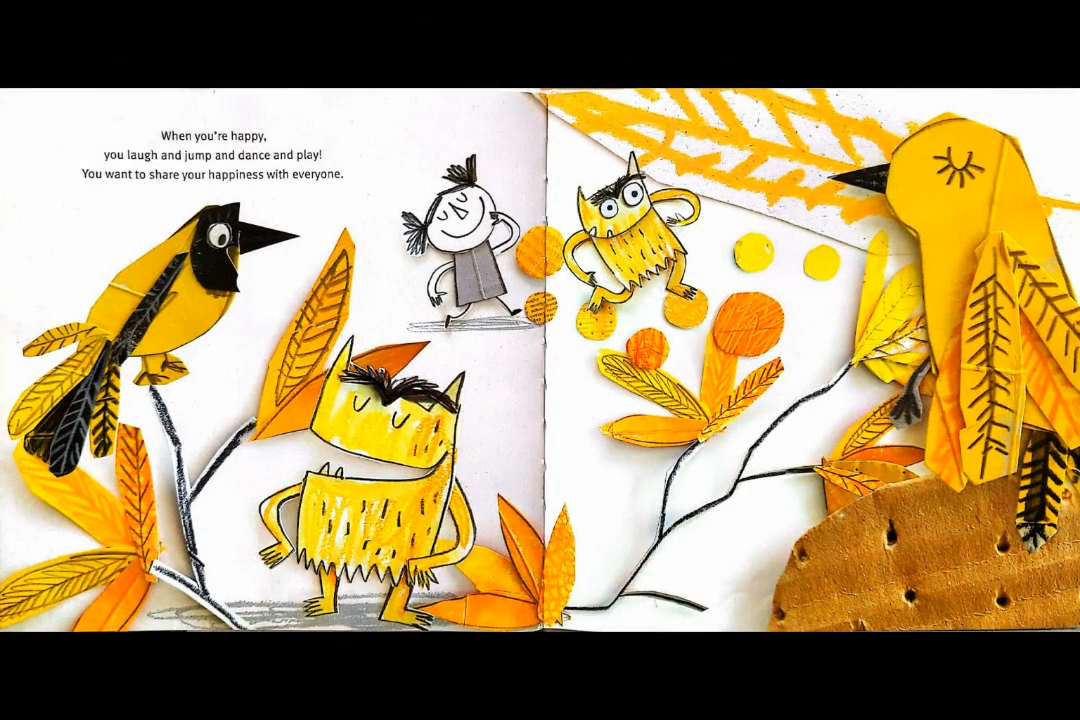 When you're happy,
you laugh and jump and dance and play!
You want to share your happiness with everyone.